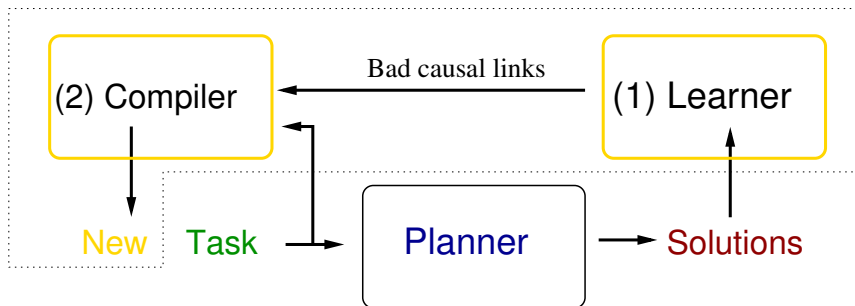 Bad causal links
(2) Compiler
(1) Learner
New Task Planner Solutions